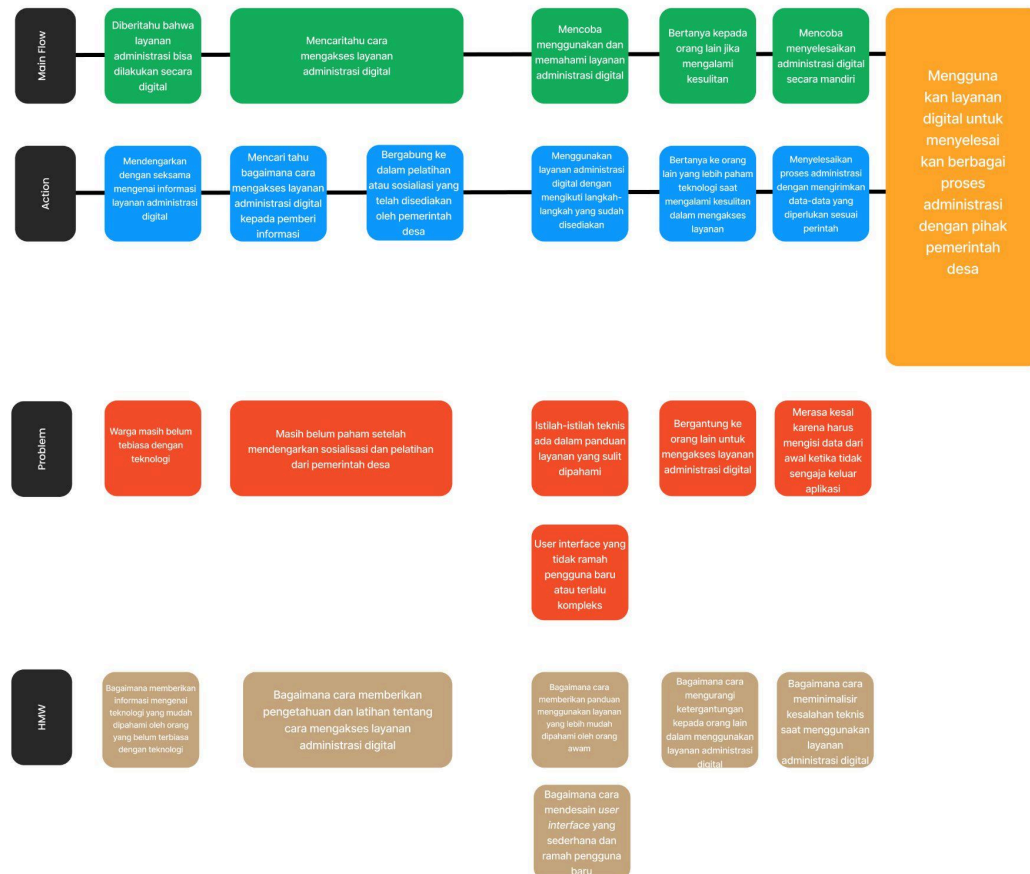 Main Flow
Diberitahu bahwa
layanan
administrasi bisa
dilakukan secara
digital
Mencaritahu cara
mengakses layanan
administrasi digital
Mencoba
menggunakan dan
memahami layanan
administrasi digital
Bertanya kepada
orang lain jika
mengalami
kesulitan
Mencoba
menyelesaikan
administrasi digital
secara mandiri
Mengguna
kan layanan
digital untuk
menyelesai
kan berbagai
proses
administrasi
dengan pihak
pemerintah
desa
Action
Mendengarkan
dengan seksama
mengenai informasi
layanan administrasi
digital
Mencari tahu
bagaimana cara
mengakses layanan
administrasi digital
kepada pemberi
informasi
Bergabung ke
dalam pelatihan
atau sosialiasi yang
telah disediakan
oleh pemerintah
desa
Menggunakan
layanan administrasi
digital dengan
mengikuti langkah-
langkah yang sudah
disediakan
Bertanya ke orang
lain yang lebih paham
teknologi saat
mengalami kesulitan
dalam mengakses
layanan
Menyelesaikan
proses administrasi
dengan mengirimkan
data-data yang
diperlukan sesuai
perintah
Problem
Warga masih belum
tebiasa dengan
teknologi
Masih belum paham setelah
mendengarkan sosialisasi dan pelatihan
dari pemerintah desa
Istilah-istilah teknis
ada dalam panduan
layanan yang sulit
dipahami
Bergantung ke
orang lain untuk
mengakses layanan
administrasi digital
Merasa kesal
karena harus
mengisi data dari
awal ketika tidak
sengaja keluar
aplikasi
User interface yang
tidak ramah
pengguna baru
atau terlalu
kompleks
HMW
Bagaimana memberikan
informasi mengenai
teknologi yang mudah
dipahami oleh orang
yang belum terbiasa
dengan teknologi
Bagaimana cara memberikan
pengetahuan dan latihan tentang
cara mengakses layanan
administrasi digital
Bagaimana cara
memberikan panduan
menggunakan layanan
yang lebih mudah
dipahami oleh orang
awam
Bagaimana cara
mengurangi
ketergantungan
kepada orang lain
dalam menggunakan
layanan administrasi
digital
Bagaimana cara
meminimalisir
kesalahan teknis
saat menggunakan
layanan
administrasi digital
Bagaimana cara
mendesain user
interface yang
sederhana dan
ramah pengguna
baru